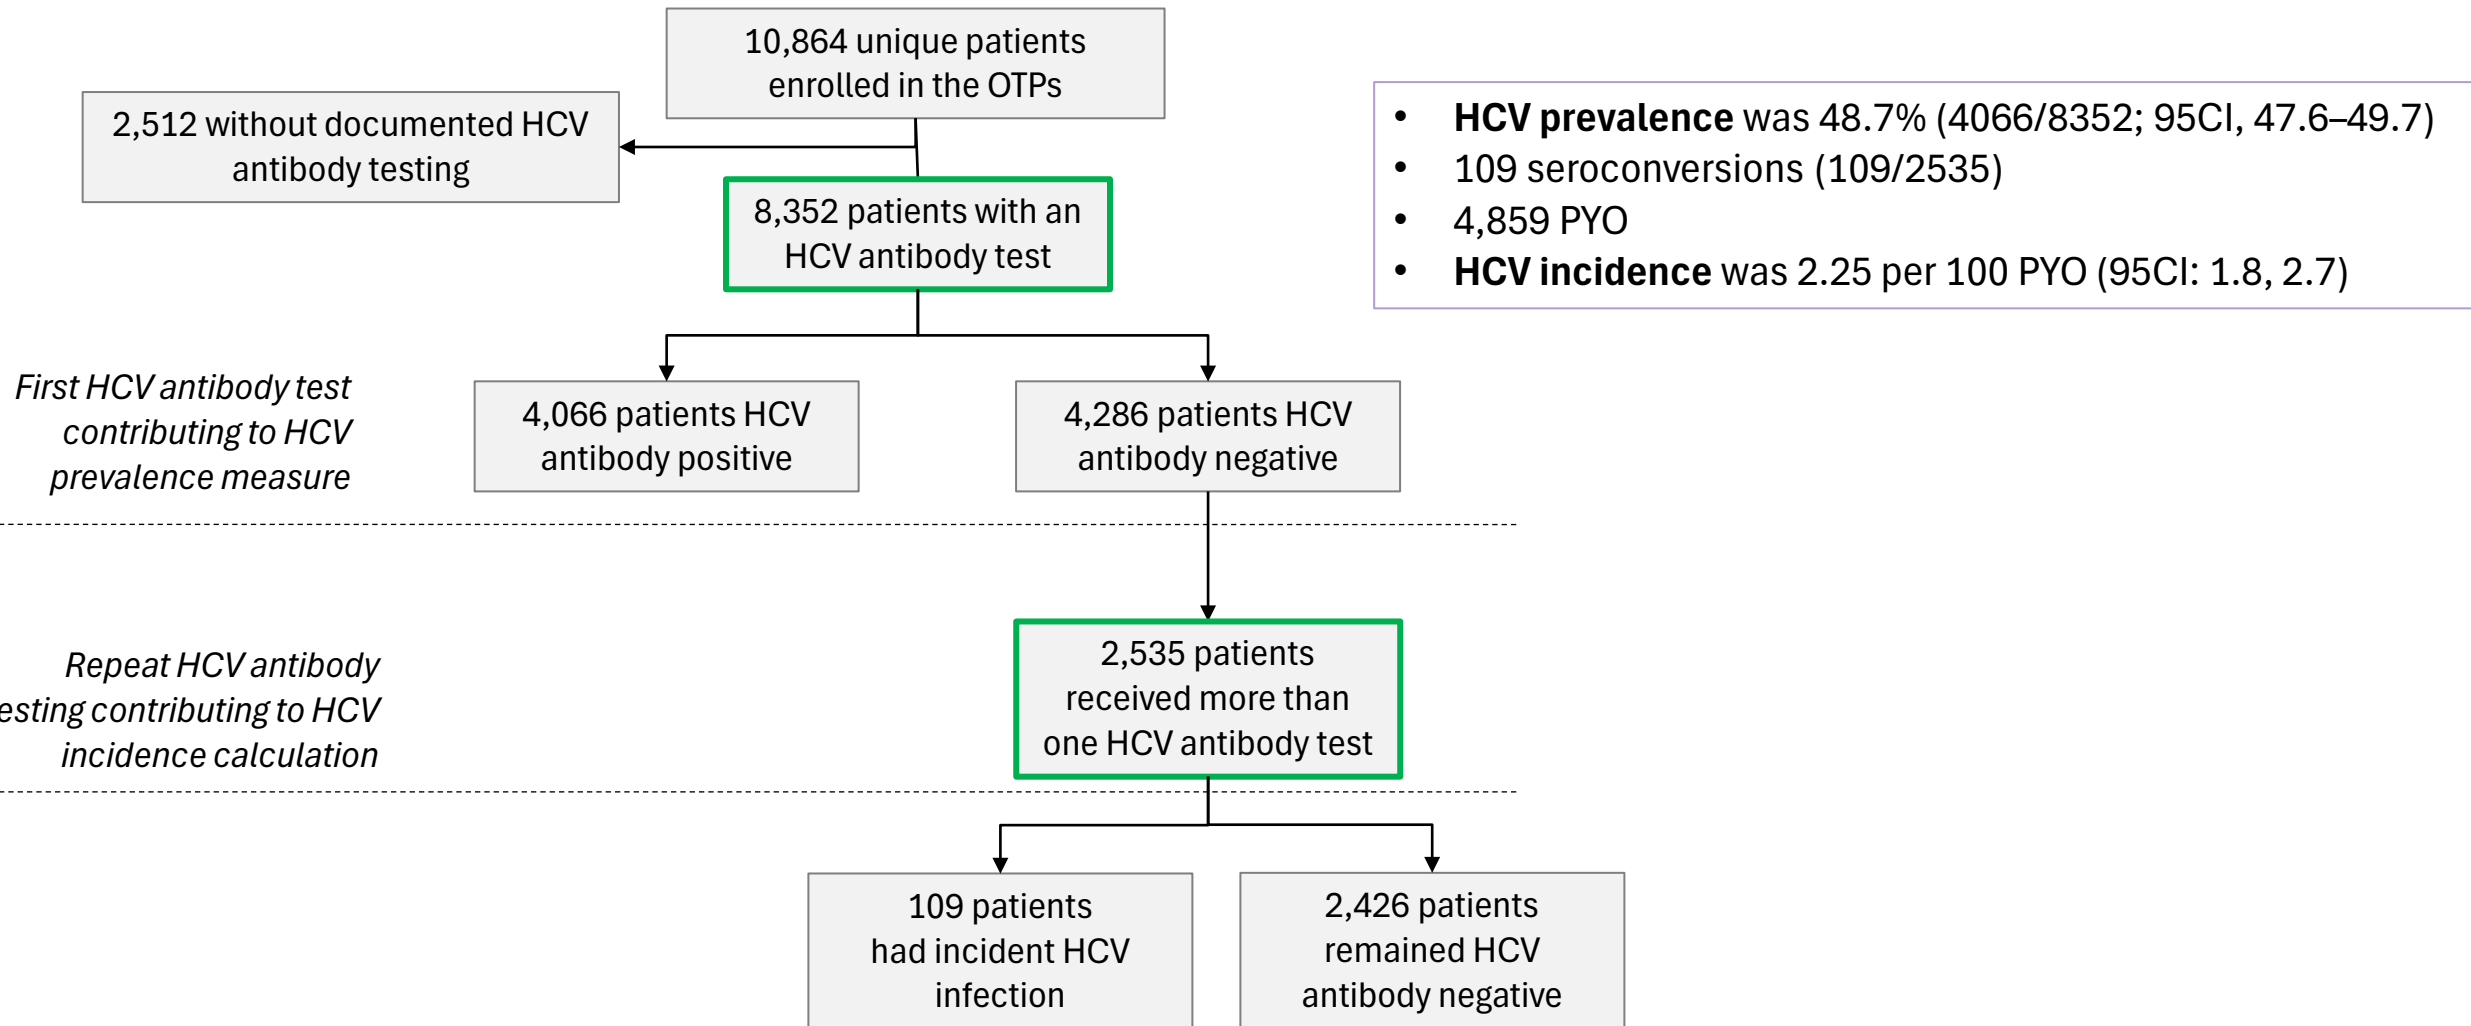 10,864 unique patients
enrolled in the OTPs
2,512 without documented HCV
antibody testing
8,352 patients with an
HCV antibody test
• HCV prevalence was 48.7% (4066/8352; 95CI, 47.6–49.7)
• 109 seroconversions (109/2535)
• 4,859 PYO
• HCV incidence was 2.25 per 100 PYO (95CI: 1.8, 2.7)
First HCV antibody test
contributing to HCV
prevalence measure
4,066 patients HCV
antibody positive
4,286 patients HCV
antibody negative
Repeat HCV antibody
esting contributing to HCV
incidence calculation
2,535 patients
received more than
one HCV antibody test
109 patients
had incident HCV
infection
2,426 patients
remained HCV
antibody negative